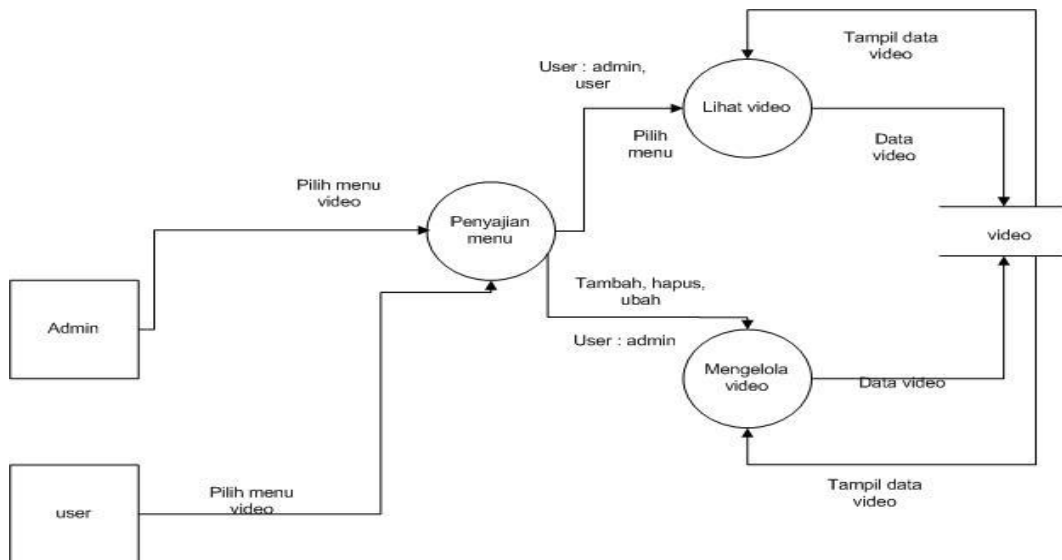 Tampil data
video
User : admin,
user
Lihat video
Pilih
menu
Data
video
Pilih menu
video
Penyajian
menu
video
Admin
Tambah, hapus,
ubah
User : admin
Mengelola
video
Data video
user
Pilih menu
video
Tampil data
video